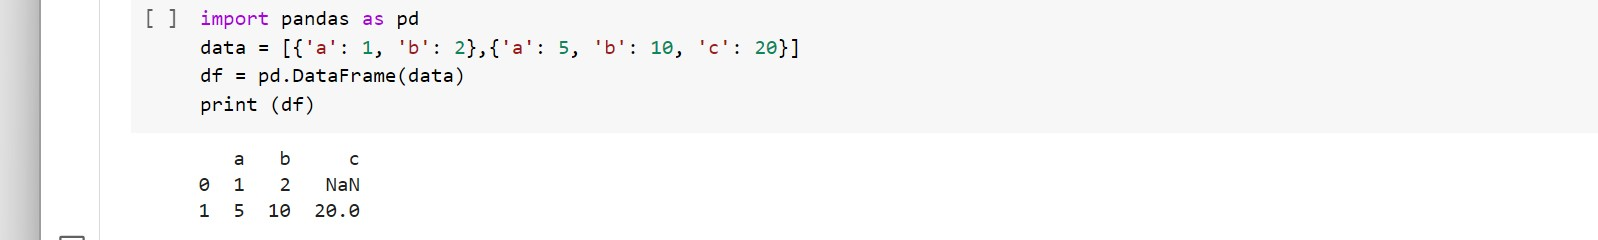 [ ] import pandas as pd
data = [{'a': 1, 'b': 2},{'a': 5, 'b': 10, 'c': 20}]
df = pd.DataFrame(data)
print (df)
a b c
0 1 2 NaN
1 5 10 20.0